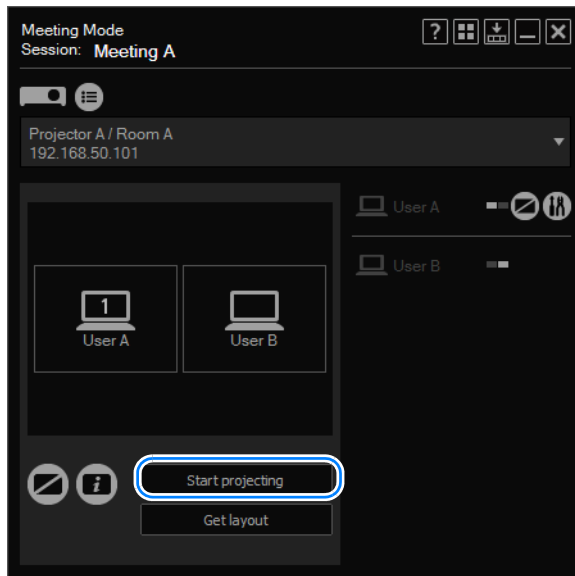 Meeting Mode
Session: Meeting A
?
Projector A / Room A
192.168.50.101
User A
User B
1
User A
User B
i
Start projecting
Get layout